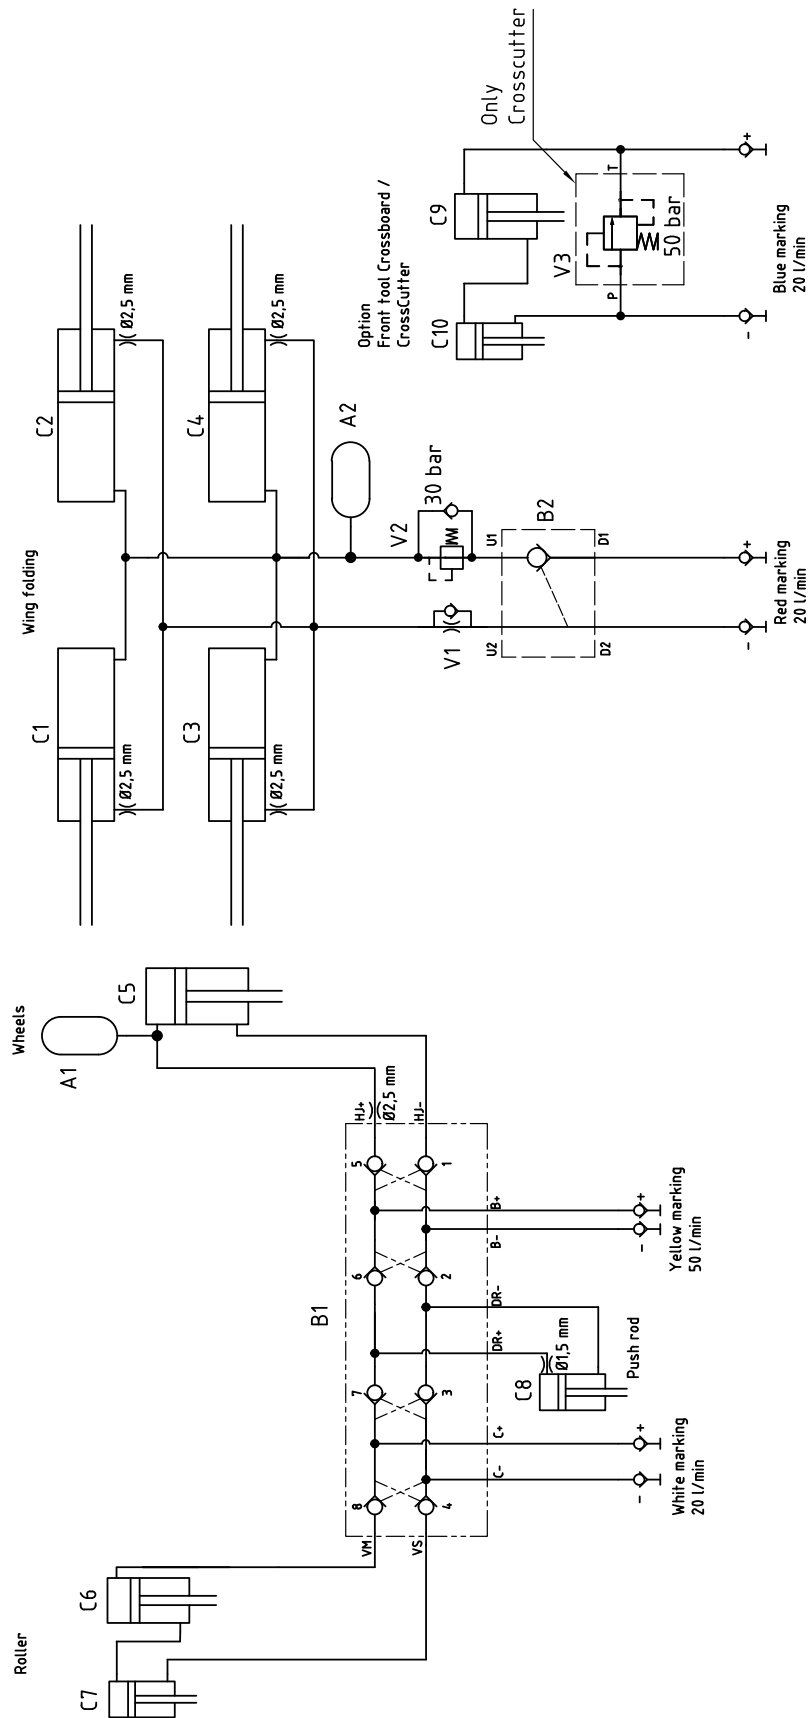 Roller
Wheels
Wing folding
Option
Front tool Crossboard /
CrossCutter
Only
Crosscutter
C7
C6
VM
VS
8
4
7
3
6
2
5
1
B1
C-
C+
DR+
DR-
B-
B+
HJ+
HJ-
Ø2,5 mm
A1
C5
C8
Ø1,5 mm
Push rod
-
+
White marking
20 l/min
-
+
Yellow marking
50 l/min
C1
Ø2,5 mm
C2
Ø2,5 mm
C3
Ø2,5 mm
C4
Ø2,5 mm
A2
V1
V2
30 bar
U2
U1
B2
D2
D1
-
+
Red marking
20 l/min
C10
C9
V3
P
T
50 bar
-
+
Blue marking
20 l/min